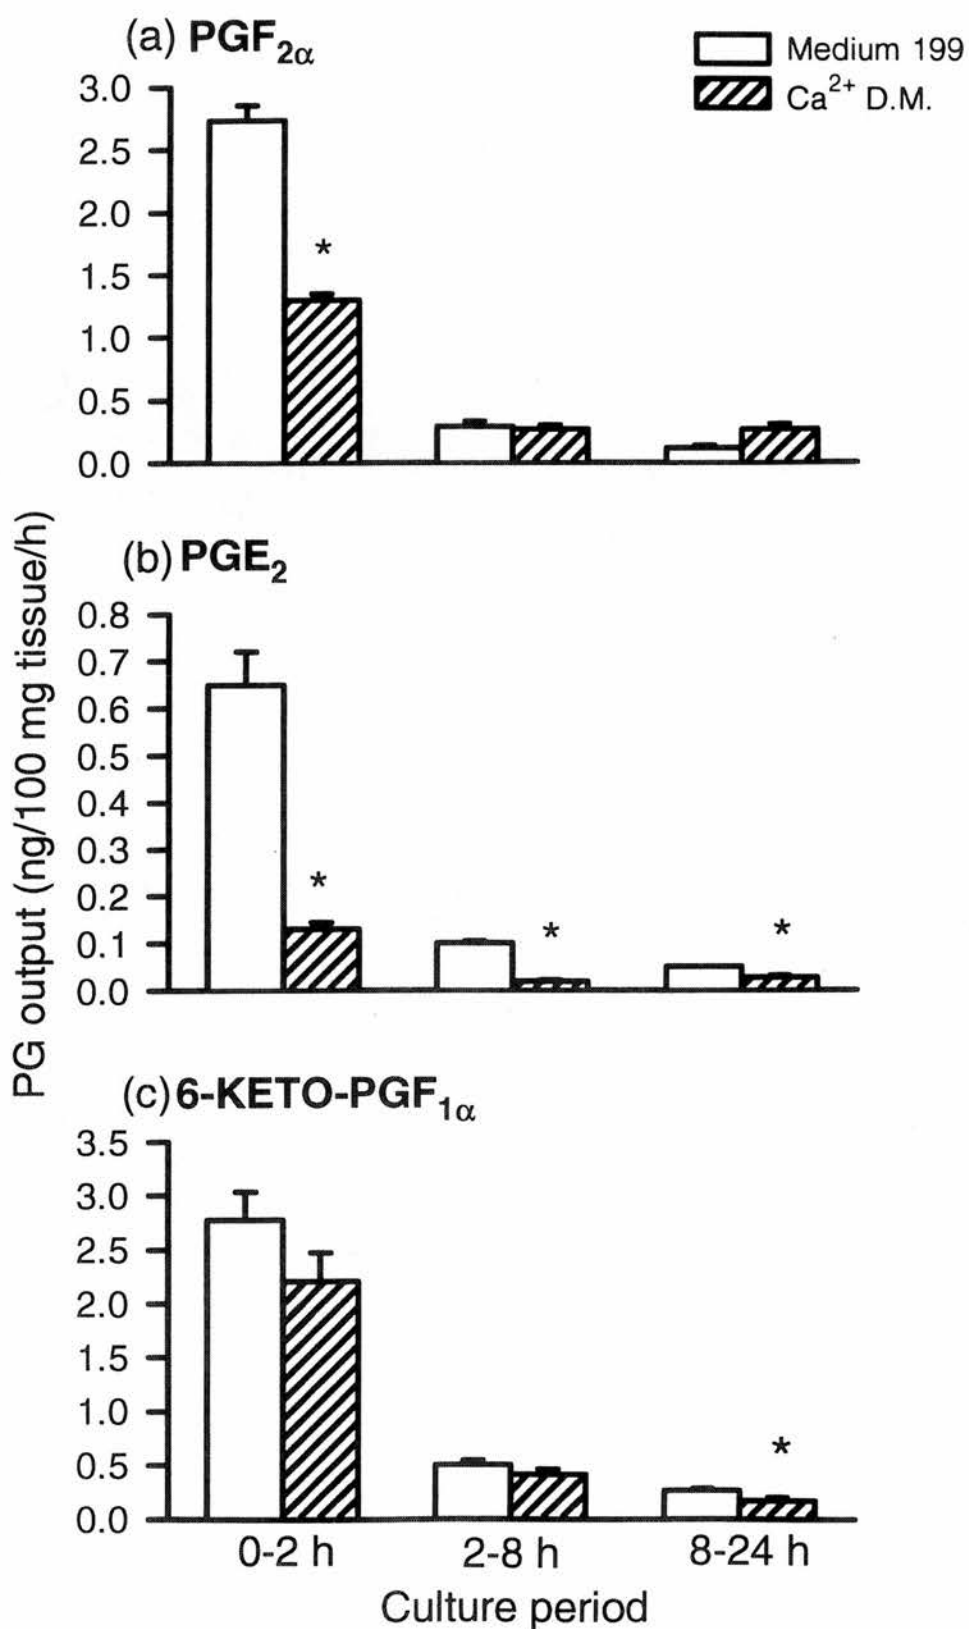 (a) PGF2α
Medium 199
Ca2+ D.M.
3.0
2.5
2.0
*
1.5
1.0
0.5
0.0
PG output (ng/100 mg tissue/h)
(b) PGE2
0.8
0.7
0.6
0.5
0.4
0.3
0.2
*
*
*
0.1
0.0
(c) 6-KETO-PGF1α
3.5
3.0
2.5
2.0
1.5
1.0
*
0.5
0.0
0-2 h
2-8 h
8-24 h
Culture period